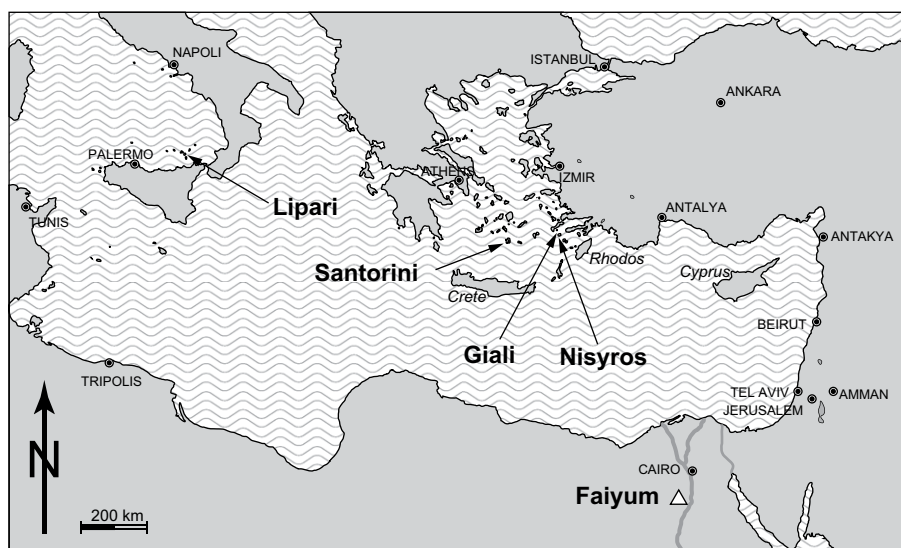 NAPOLI
ISTANBUL
ANKARA
PALERMO
ATHENS
IZMIR
Lipari
TUNIS
ANTALYA
ANTAKYA
Santorini
Rhodos
Cyprus
Crete
BEIRUT
Giali
Nisyros
TRIPOLIS
TEL AVIV
AMMAN
JERUSALEM
N
CAIRO
Faiyum
200 km